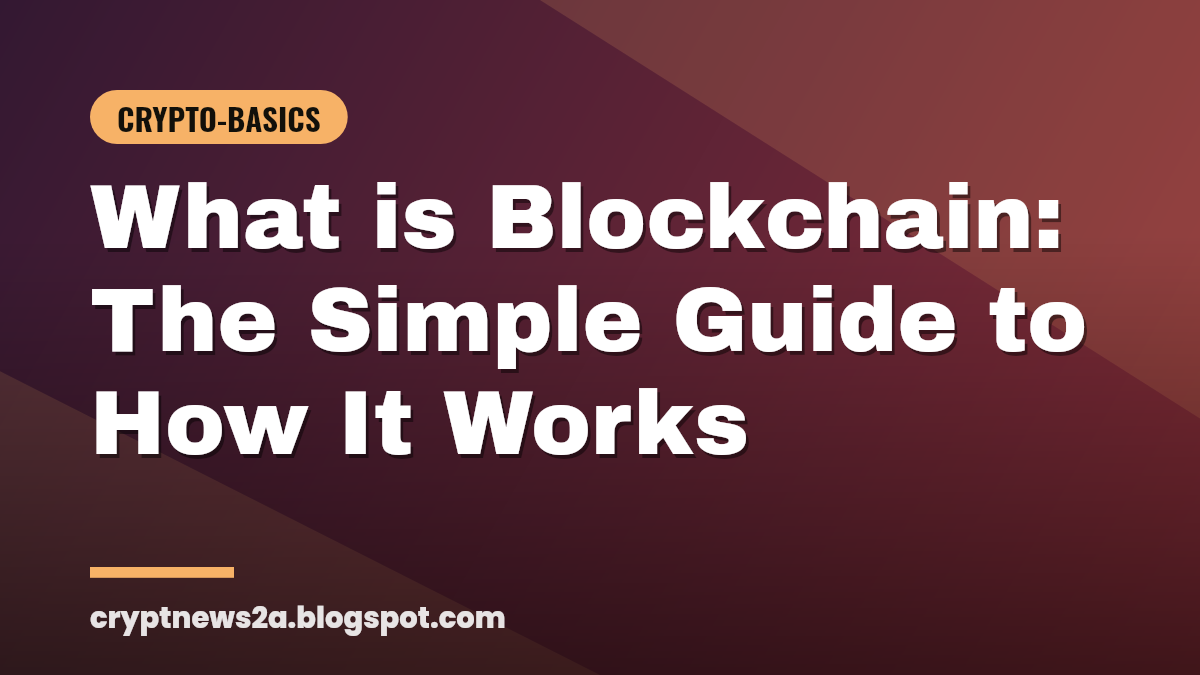 CRYPTO-BASICS
What is Blockchain:
The Simple Guide to
How It Works
cryptnews2a.blogspot.com